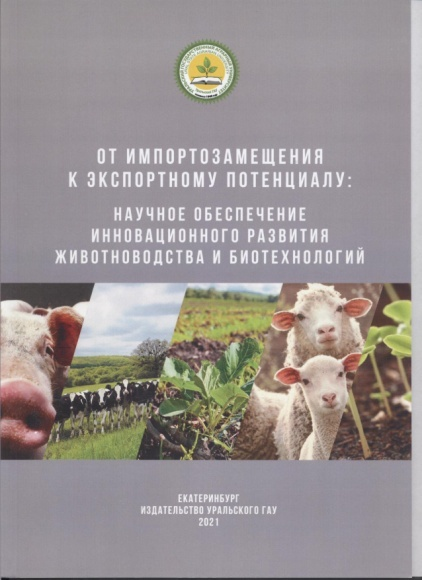 ОТ ИМПОРТОЗАМЕЩЕНИЯ
К ЭКСПОРТНОМУ ПОТЕНЦИАЛУ:
НАУЧНОЕ ОБЕСПЕЧЕНИЕ
ИННОВАЦИОННОГО РАЗВИТИЯ
ЖИВОТНОВОДСТВА И БИОТЕХНОЛОГИЙ
ЕКАТЕРИНБУРГ
ИЗДАТЕЛЬСТВО УРАЛЬСКОГО ГАУ
2021